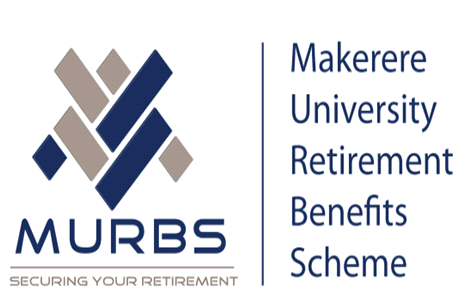 MURBS
SECURING YOUR RETIREMENT
Makerere
University
Retirement
Benefits
Scheme